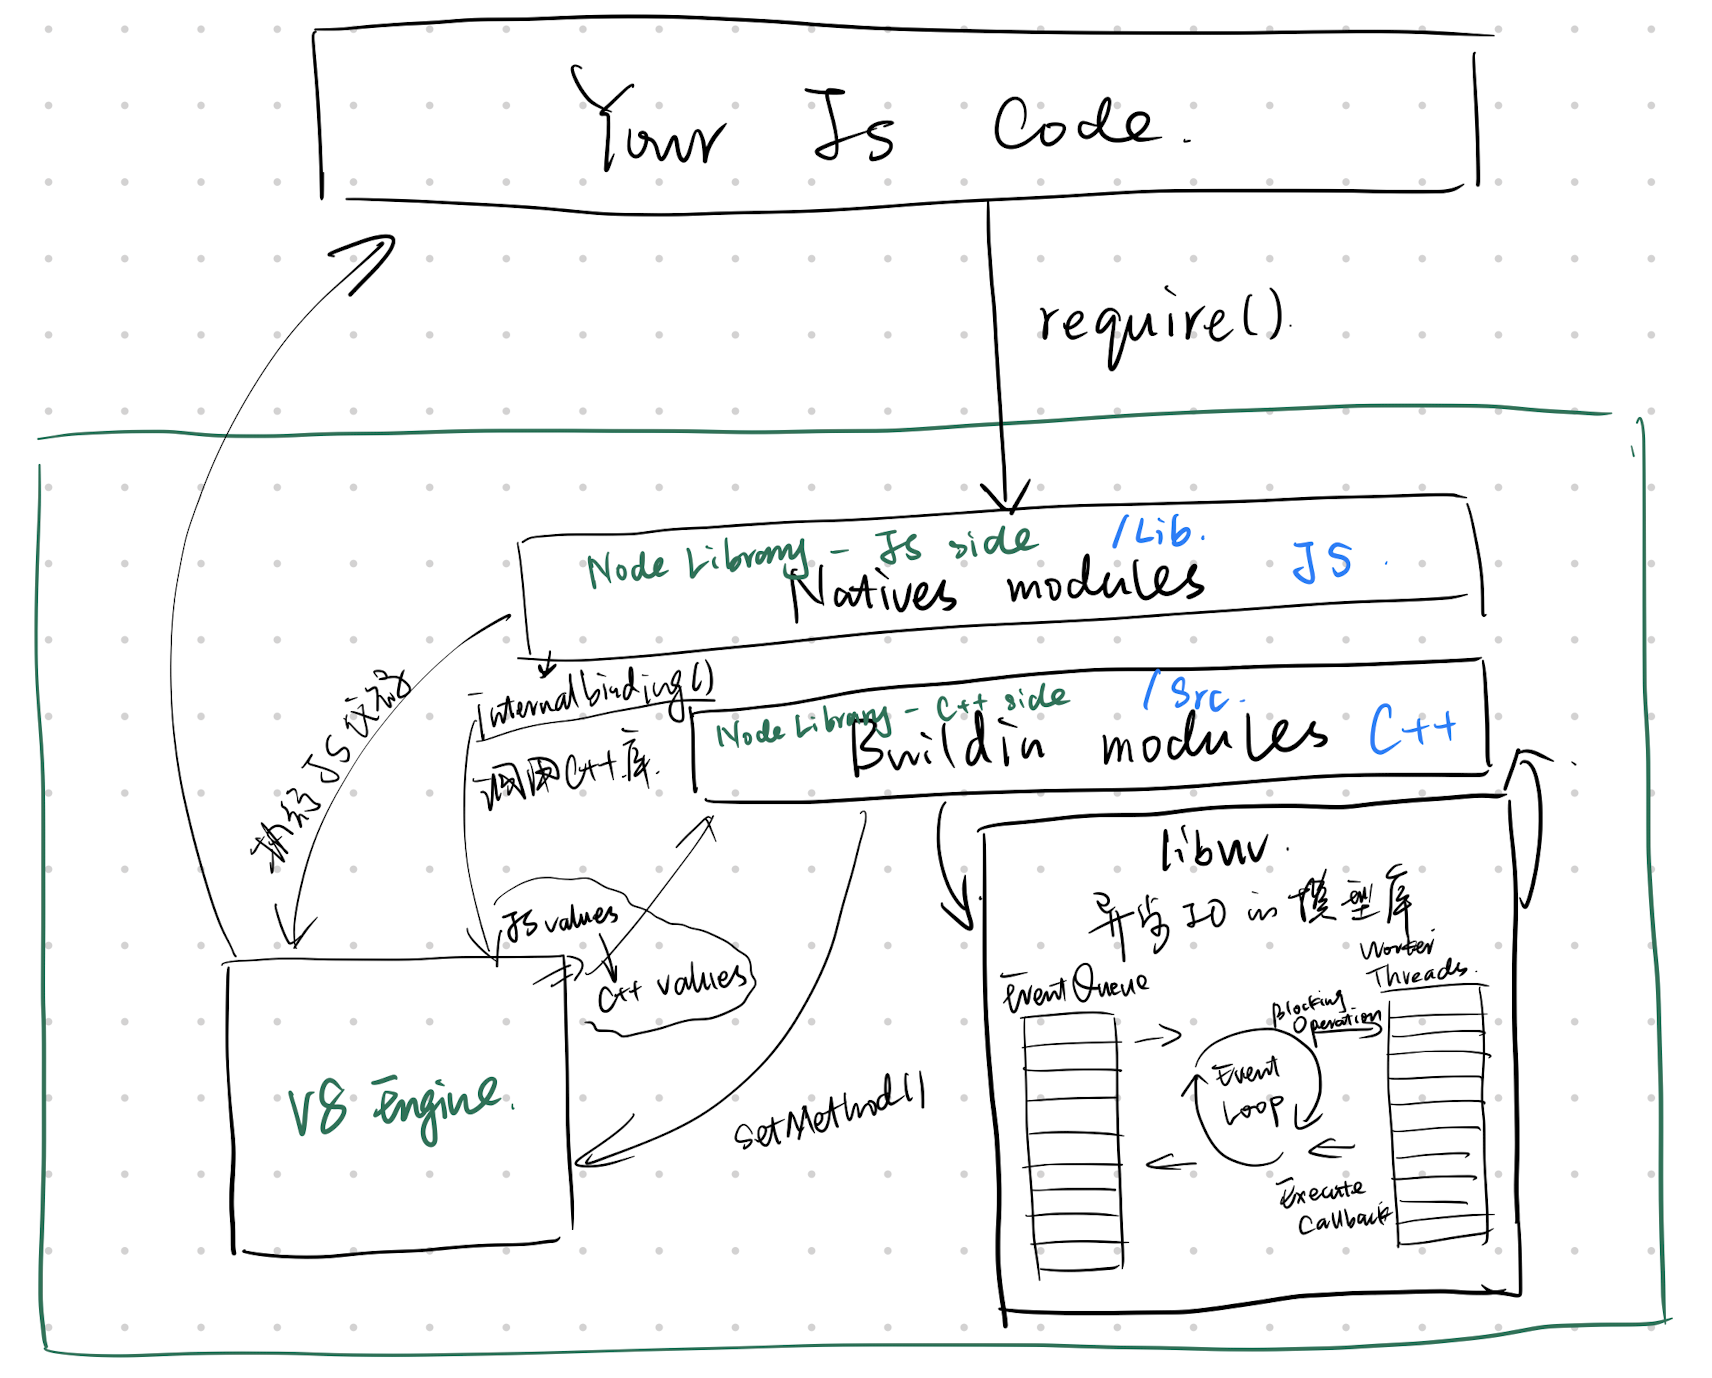 Your Js Code.
require().
Node Library - Js side /Lib.
Natives modules JS.
internalbinding()
调用C++库.
Node Library - C++ side /Src.
Buildin modules C++
执行JS议程
JS values
C++ values
V8 Engine.
setMethod()
libuv.
异步IO的模型库
Event Queue
Worker
Threads.
Blocking
Operation
Event
Loop
Execute
Callback